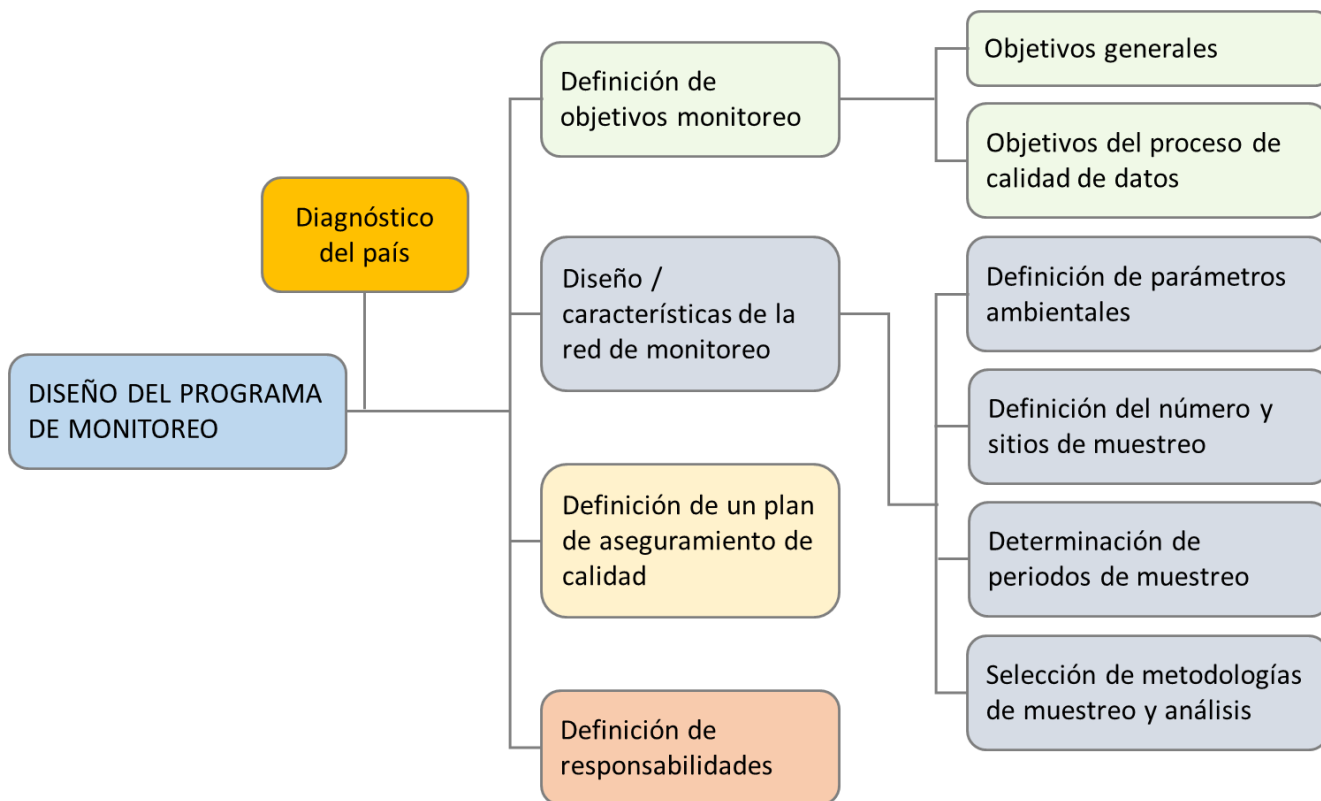 DISEÑO DEL PROGRAMA
DE MONITOREO
Diagnóstico
del país
Definición de
objetivos monitoreo
Objetivos generales
Objetivos del proceso de
calidad de datos
Diseño /
características de la
red de monitoreo
Definición de parámetros
ambientales
Definición del número y
sitios de muestreo
Determinación de
periodos de muestreo
Selección de metodologías
de muestreo y análisis
Definición de un plan
de aseguramiento de
calidad
Definición de
responsabilidades